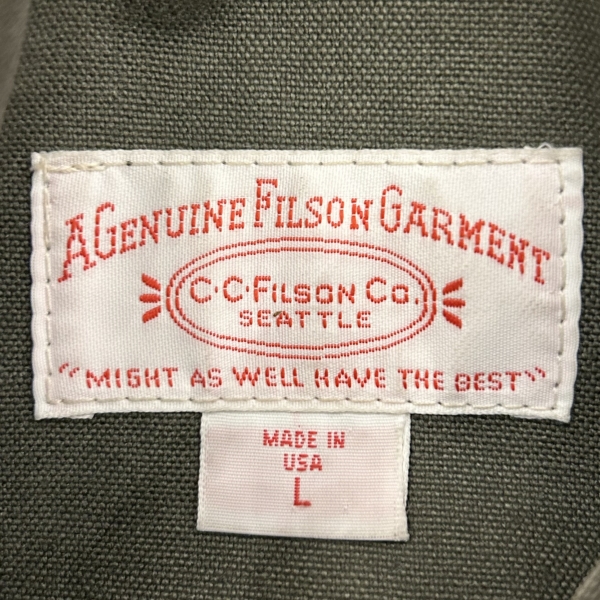 A GENUINE FILSON GARMENT
C·C·FILSON CO.
SEATTLE
"MIGHT AS WELL HAVE THE BEST"
MADE IN
USA
L